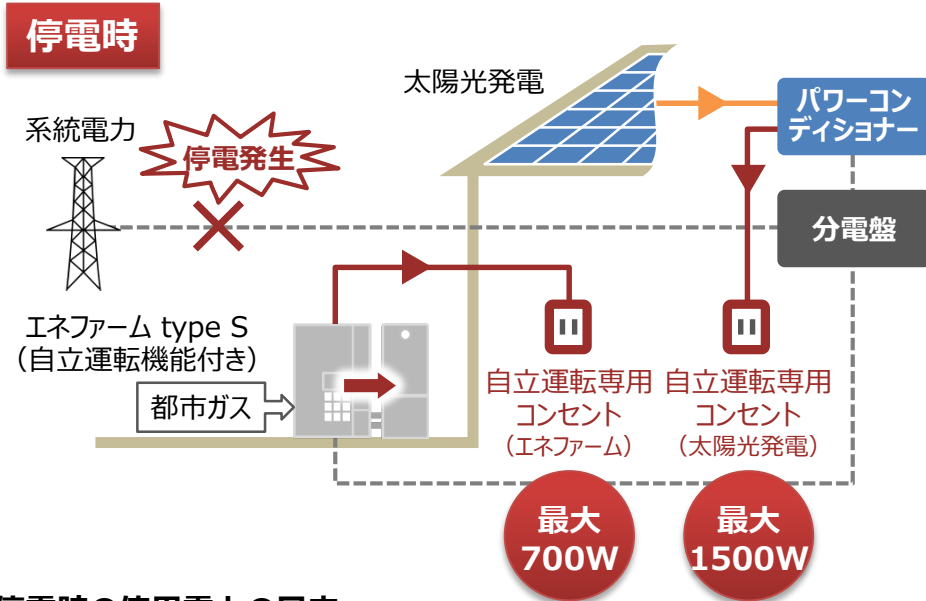 停電時
太陽光発電
パワーコン
ディショナー
系統電力
停電発生
分電盤
エネファーム type S
（自立運転機能付き）
都市ガス
自立運転専用
コンセント
（エネファーム）
自立運転専用
コンセント
（太陽光発電）
最大
700W
最大
1500W